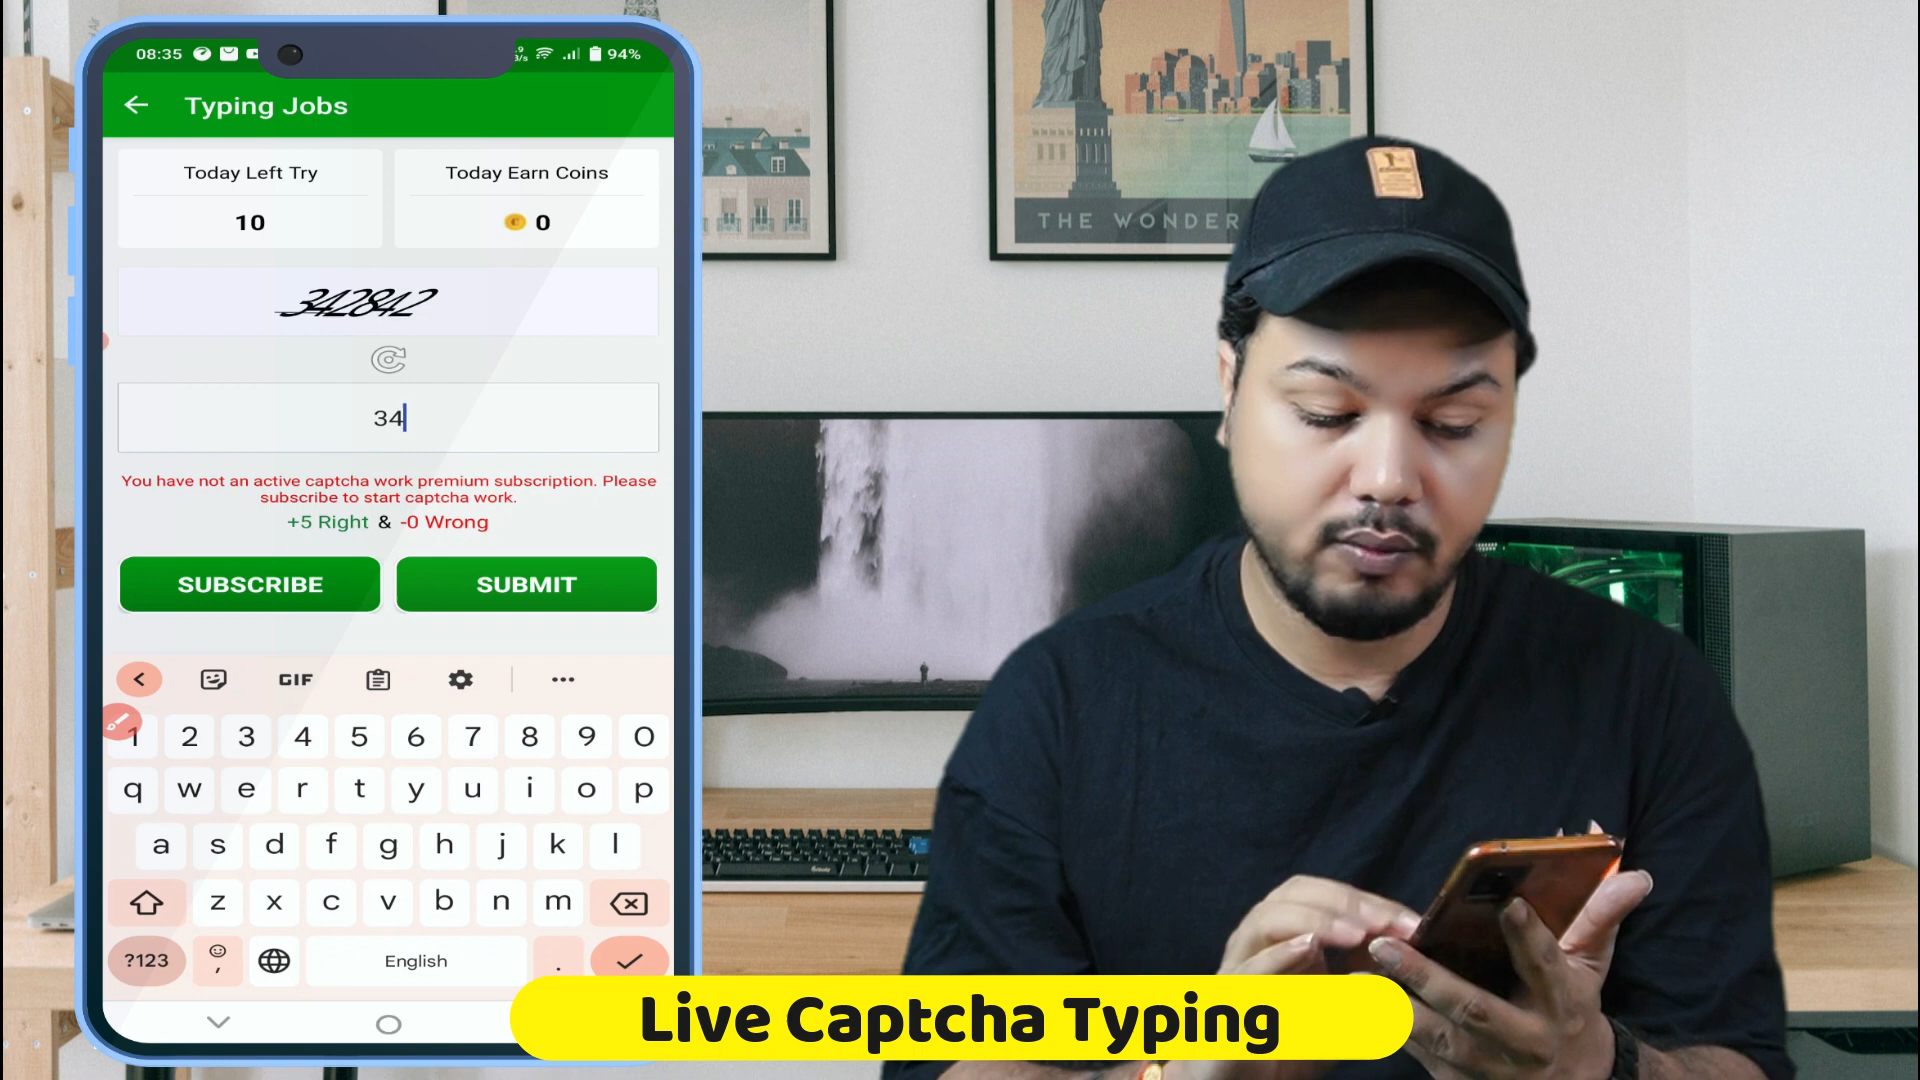 08:35
94%
Typing Jobs
Today Left Try
10
Today Earn Coins
0
342842
34
You have not an active captcha work premium subscription. Please
subscribe to start captcha work.
+5 Right & -0 Wrong
SUBSCRIBE
SUBMIT
GIF
1 2 3 4 5 6 7 8 9 0
q w e r t y u i o p
a s d f g h j k l
z x c v b n m
?123 , English .
THE WONDER
Live Captcha Typing